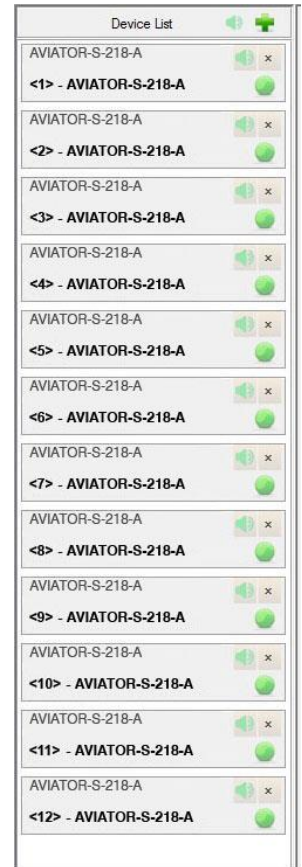 Device List
AVIATOR-S-218-A
<1> - AVIATOR-S-218-A
AVIATOR-S-218-A
<2> - AVIATOR-S-218-A
AVIATOR-S-218-A
<3> - AVIATOR-S-218-A
AVIATOR-S-218-A
<4> - AVIATOR-S-218-A
AVIATOR-S-218-A
<5> - AVIATOR-S-218-A
AVIATOR-S-218-A
<6> - AVIATOR-S-218-A
AVIATOR-S-218-A
<7> - AVIATOR-S-218-A
AVIATOR-S-218-A
<8> - AVIATOR-S-218-A
AVIATOR-S-218-A
<9> - AVIATOR-S-218-A
AVIATOR-S-218-A
<10> - AVIATOR-S-218-A
AVIATOR-S-218-A
<11> - AVIATOR-S-218-A
AVIATOR-S-218-A
<12> - AVIATOR-S-218-A